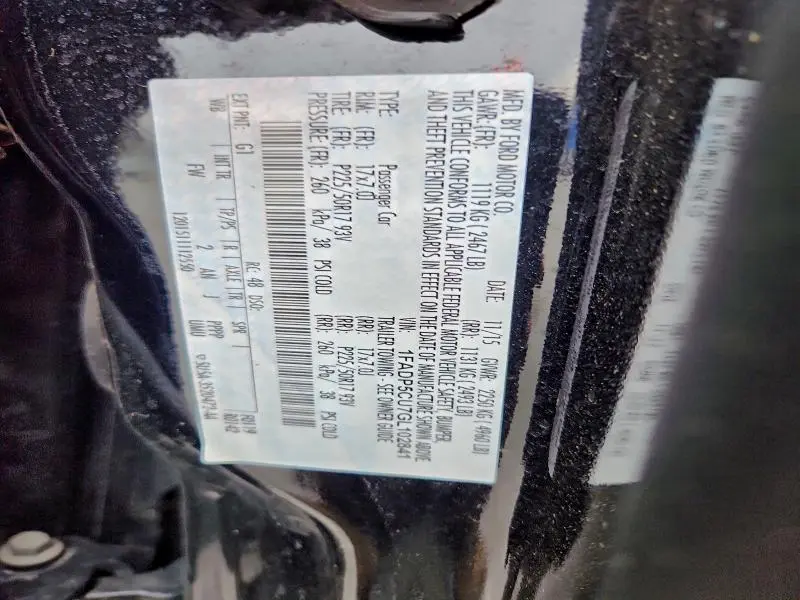 MFD. BY FORD MOTOR CO.
DATE: 11/15 GVWR: 2250 KG ( 4960 LB)
GAWR: (FR): 1119 KG ( 2467 LB) (RR): 1131 KG ( 2493 LB)
THIS VEHICLE CONFORMS TO ALL APPLICABLE FEDERAL MOTOR VEHICLE SAFETY, BUMPER,
AND THEFT PREVENTION STANDARDS IN EFFECT ON THE DATE OF MANUFACTURE SHOWN ABOVE
VIN: 1FADP5CU7GL102841
TYPE: Passenger Car TRAILER TOWING - SEE OWNER GUIDE
RIM: (FR): 17x7.0J (RR): 17x7.0J
TIRE (FR): P225/50R17 93V (RR): P225/50R17 93V
PRESSURE (FR): 260 kPa/ 38 PSI COLD (RR): 260 kPa/ 38 PSI COLD
EXT PNT: G1 RC: 48 DSO:
WB INT TR TP/PS R AXLE TR SPR
FW 2 AN
120151112550